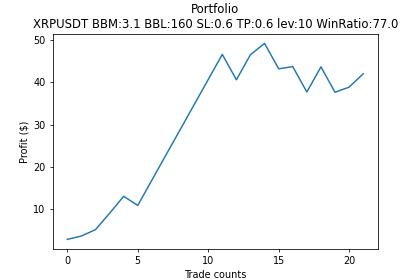 Portfolio
XRPUSDT BBM:3.1 BBL:160 SL:0.6 TP:0.6 lev:10 WinRatio:77.0
50
40
30
20
10
Profit ($)
0 5 10 15 20
Trade counts